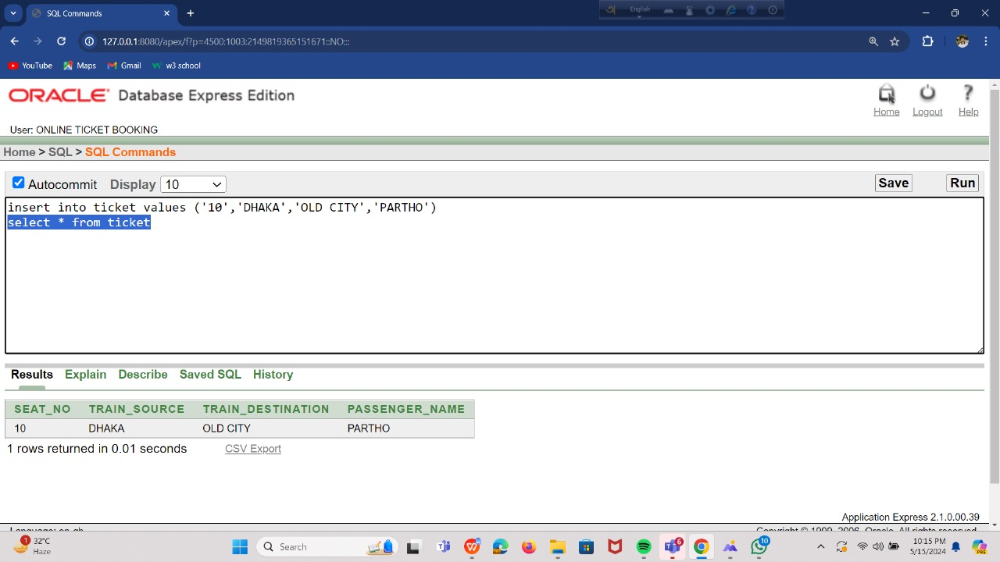 SQL Commands
English
127.0.0.1:8080/apex/f?p=4500:1003:2149819365151671::NO:::
YouTube Maps Gmail w3 school
ORACLE Database Express Edition
Home Logout Help
User: ONLINE TICKET BOOKING
Home > SQL > SQL Commands
Autocommit Display 10 Save Run
insert into ticket values ('10','DHAKA','OLD CITY','PARTHO')
select * from ticket
Results Explain Describe Saved SQL History
SEAT_NO TRAIN_SOURCE TRAIN_DESTINATION PASSENGER_NAME
10 DHAKA OLD CITY PARTHO
1 rows returned in 0.01 seconds CSV Export
Application Express 2.1.0.00.39
Language: en-gb Copyright © 1999, 2006, Oracle. All rights reserved.
1 32°C Search 6 10 10:15 PM
Haze 5/15/2024 PRE